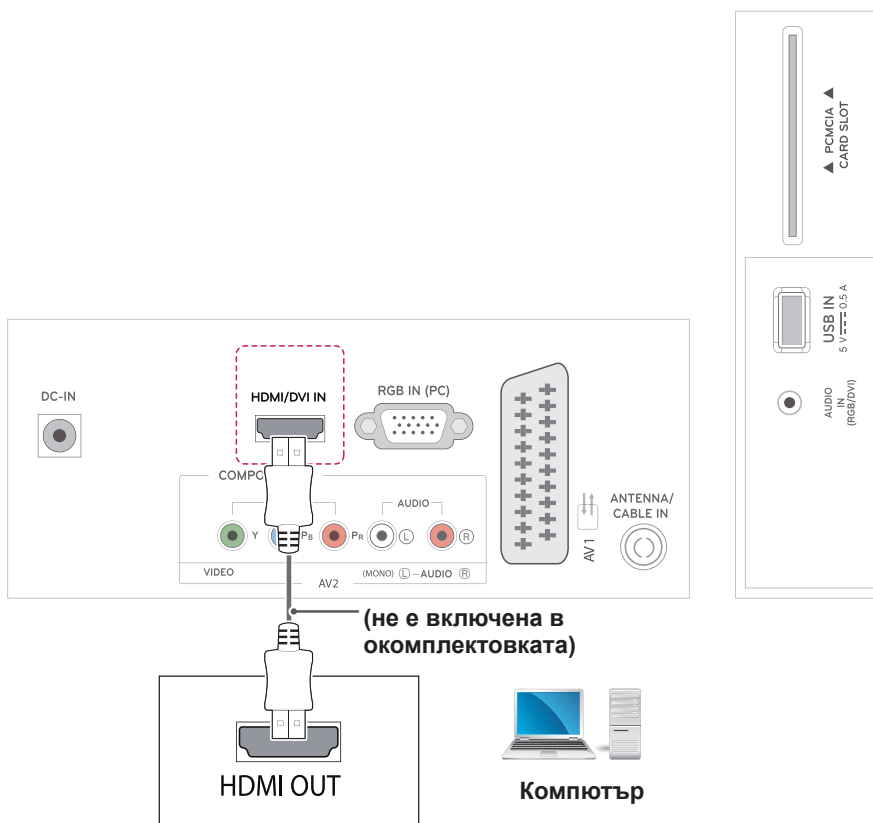 ▲ PCMCIA ▲
CARD SLOT
USB IN
5 V 0.5 A
AUDIO
IN
(RGB/DVI)
DC-IN
HDMI/DVI IN
RGB IN (PC)
COMPO
Y
PB
PR
AUDIO
L
R
VIDEO
AV2
(MONO) L - AUDIO R
AV1
ANTENNA/
CABLE IN
(не е включена в
окомплектовката)
HDMI OUT
Компютър